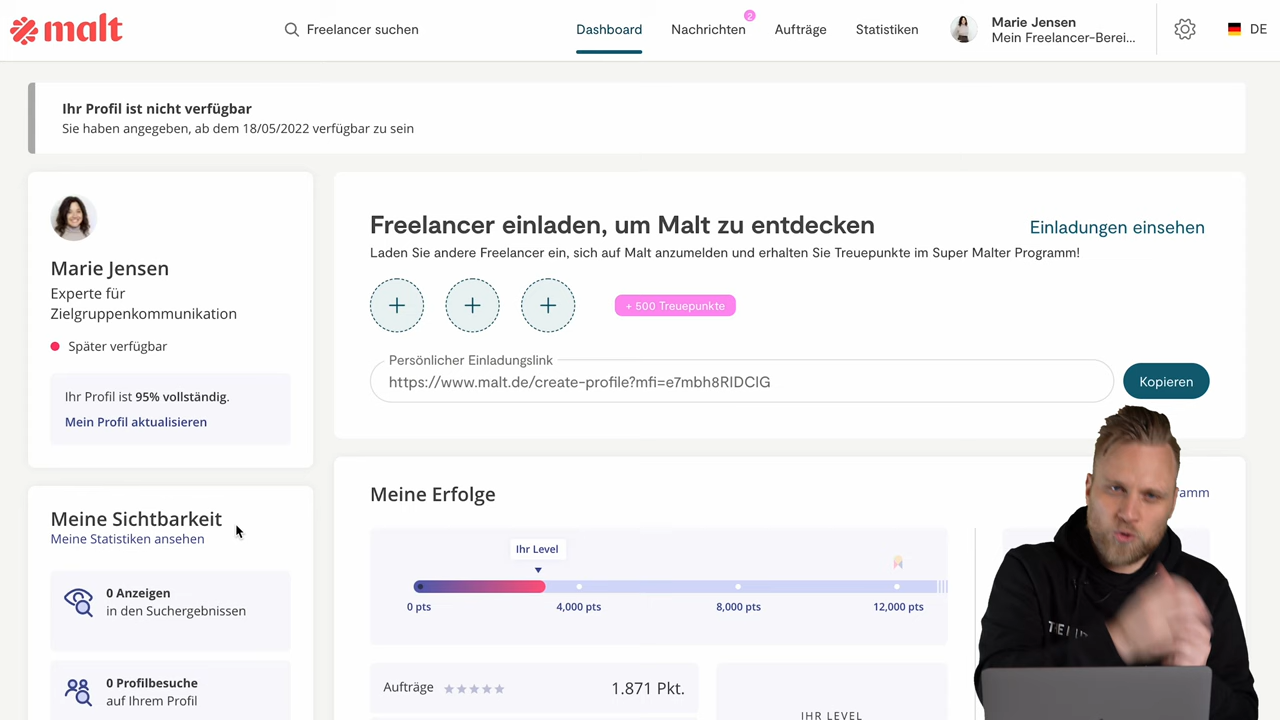 malt
Freelancer suchen
Dashboard
Nachrichten
2
Aufträge
Statistiken
Marie Jensen
Mein Freelancer-Berei...
DE
Ihr Profil ist nicht verfügbar
Sie haben angegeben, ab dem 18/05/2022 verfügbar zu sein
Marie Jensen
Experte für
Zielgruppenkommunikation
Später verfügbar
Ihr Profil ist 95% vollständig.
Mein Profil aktualisieren
Meine Sichtbarkeit
Meine Statistiken ansehen
0 Anzeigen
in den Suchergebnissen
0 Profilbesuche
auf Ihrem Profil
Freelancer einladen, um Malt zu entdecken
Einladungen einsehen
Laden Sie andere Freelancer ein, sich auf Malt anzumelden und erhalten Sie Treuepunkte im Super Malter Programm!
+ 500 Treuepunkte
Persönlicher Einladungslink
https://www.malt.de/create-profile?mfi=e7mbh8RIDCIG
Kopieren
Meine Erfolge
Ihr Level
0 pts
4,000 pts
8,000 pts
12,000 pts
Aufträge
1.871 Pkt.
IHR LEVEL